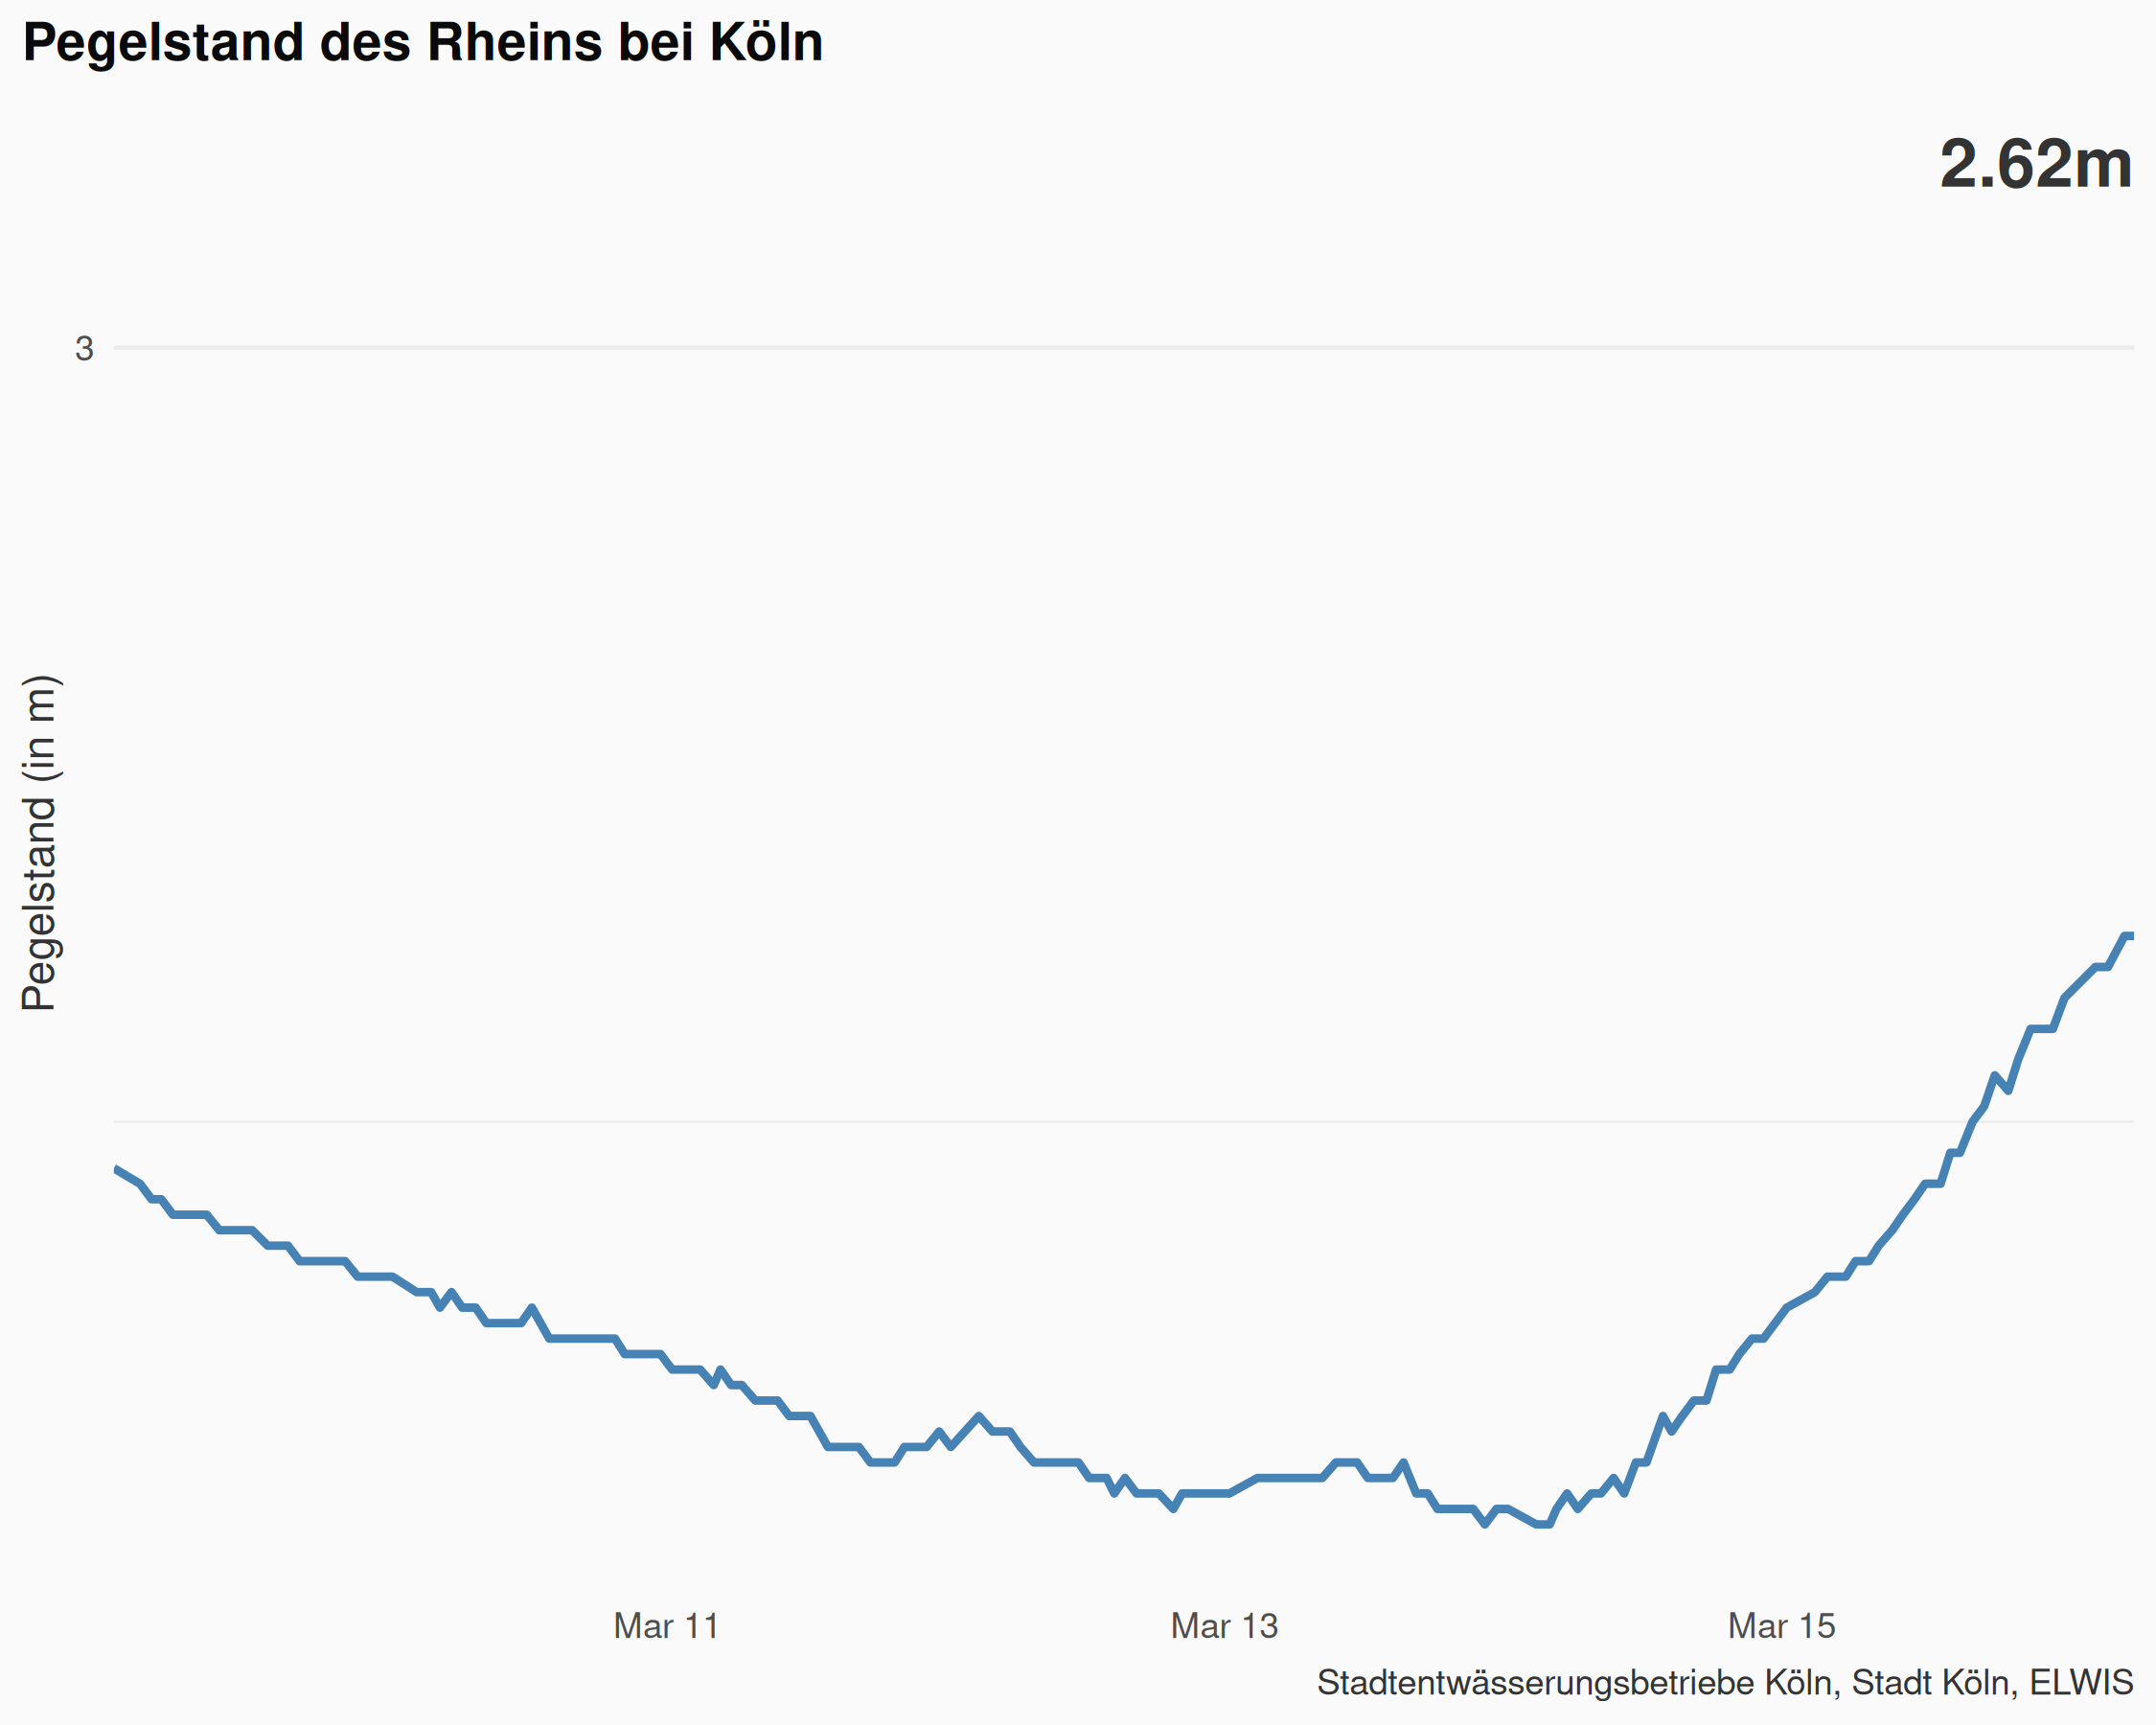 Pegelstand des Rheins bei Köln
2.62m
3
Pegelstand (in m)
Mar 11
Mar 13
Mar 15
Stadtentwässerungsbetriebe Köln, Stadt Köln, ELWIS